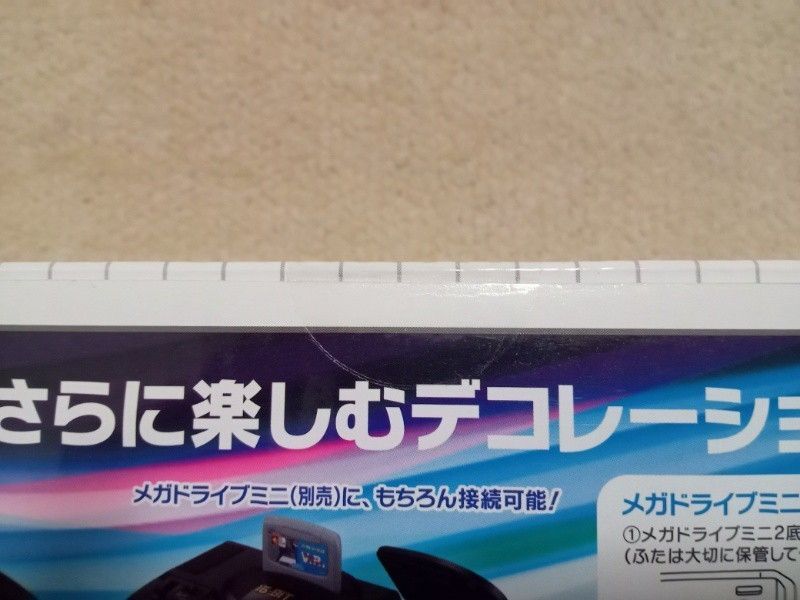 さらに楽しむデコレーショ
メガドライブミニ(別売)に、もちろん接続可能!
メガドライブミニ
①メガドライブミニ2底
(ふたは大切に保管して
V.R.
16-BIT